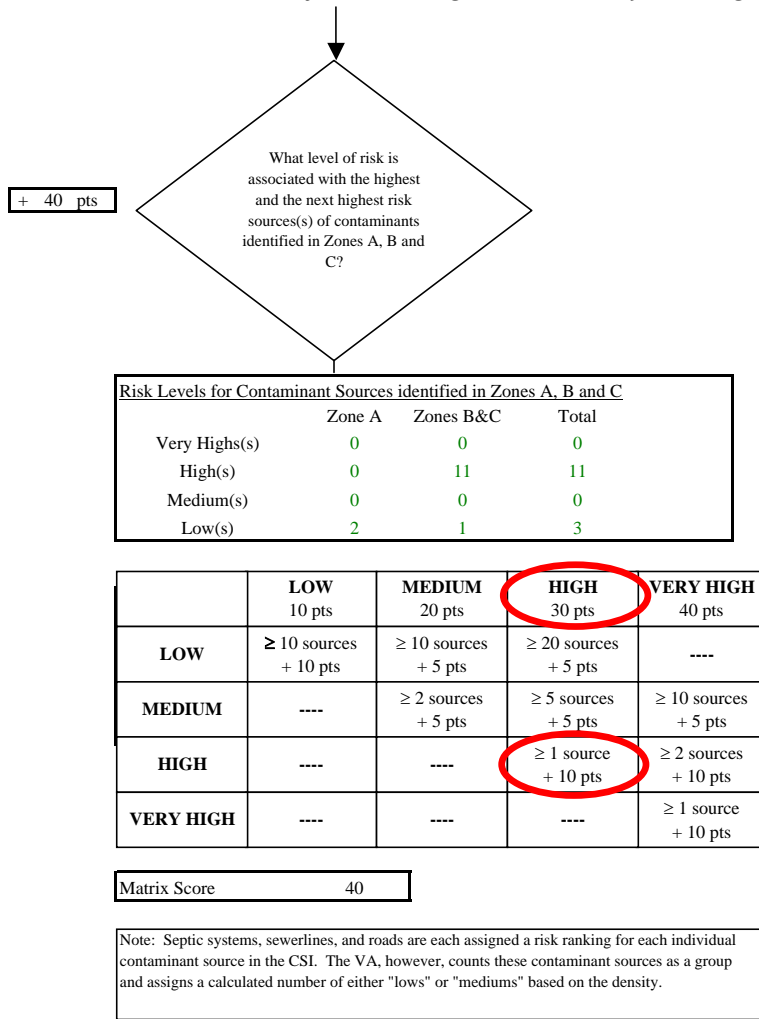 What level of risk is
associated with the highest
and the next highest risk
sources(s) of contaminants
identified in Zones A, B and
C?
+ 40 pts
Risk Levels for Contaminant Sources identified in Zones A, B and C
Zone A Zones B&C Total
Very Highs(s) 0 0 0
High(s) 0 11 11
Medium(s) 0 0 0
Low(s) 2 1 3
LOW MEDIUM HIGH VERY HIGH
10 pts 20 pts 30 pts 40 pts
LOW ≥ 10 sources ≥ 10 sources ≥ 20 sources ----
+ 10 pts + 5 pts + 5 pts
MEDIUM ---- ≥ 2 sources ≥ 5 sources ≥ 10 sources
+ 5 pts + 5 pts + 5 pts
HIGH ---- ---- ≥ 1 source ≥ 2 sources
+ 10 pts + 10 pts
VERY HIGH ---- ---- ---- ≥ 1 source
+ 10 pts
Matrix Score 40
Note: Septic systems, sewerlines, and roads are each assigned a risk ranking for each individual
contaminant source in the CSI. The VA, however, counts these contaminant sources as a group
and assigns a calculated number of either "lows" or "mediums" based on the density.